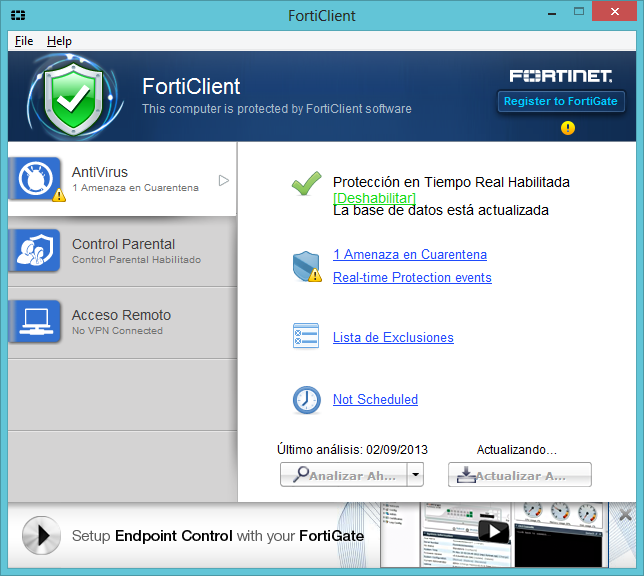 FortiClient
File Help
FortiClient
This computer is protected by FortiClient software
FORTINET.
Register to FortiGate
AntiVirus
1 Amenaza en Cuarentena
Control Parental
Control Parental Habilitado
Acceso Remoto
No VPN Connected
Protección en Tiempo Real Habilitada
[Deshabilitar]
La base de datos está actualizada
1 Amenaza en Cuarentena
Real-time Protection events
Lista de Exclusiones
Not Scheduled
Último análisis: 02/09/2013
Actualizando...
Analizar Ah...
Actualizar A...
Setup Endpoint Control with your FortiGate